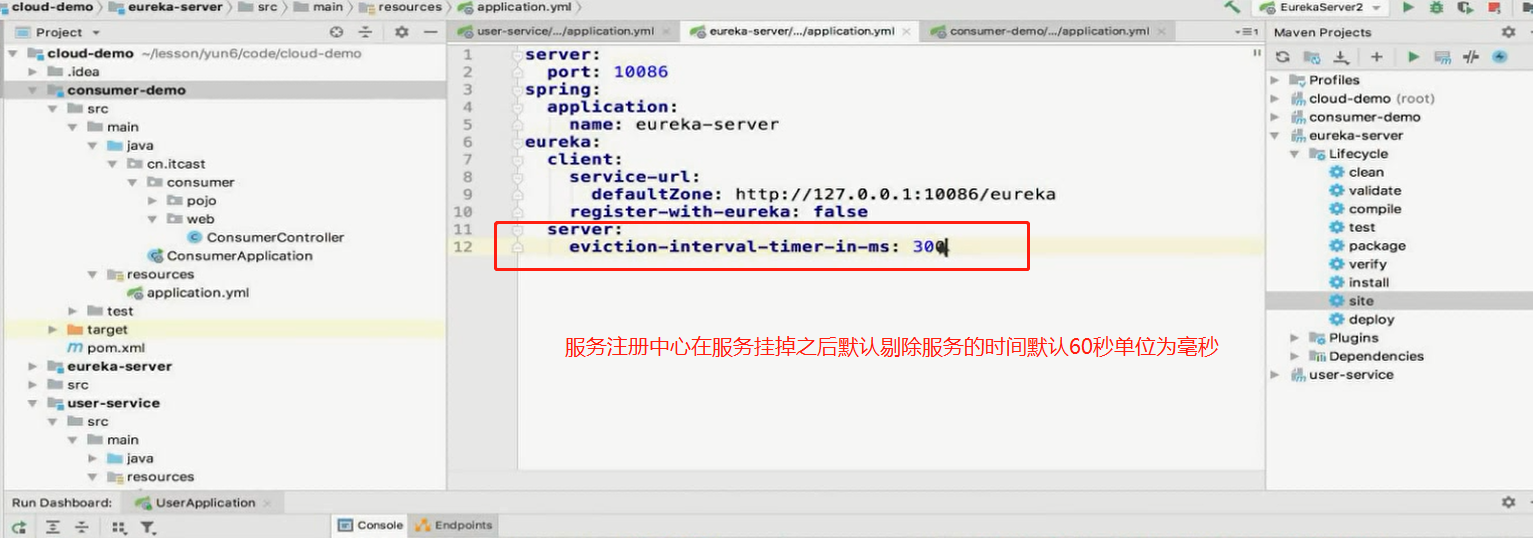 cloud-demo eureka-server src main resources application.yml EurekaServer2
Project
user-service/.../application.yml eureka-server/.../application.yml consumer-demo/.../application.yml
Maven Projects
cloud-demo ~/lesson/yun6/code/cloud-demo
.idea
consumer-demo
src
main
java
cn.itcast
consumer
pojo
web
ConsumerController
ConsumerApplication
resources
application.yml
test
target
pom.xml
eureka-server
src
user-service
src
main
java
resources
1 server:
2 port: 10086
3 spring:
4 application:
5 name: eureka-server
6 eureka:
7 client:
8 service-url:
9 defaultZone: http://127.0.0.1:10086/eureka
10 register-with-eureka: false
11 server:
12 eviction-interval-timer-in-ms: 300
服务注册中心在服务挂掉之后默认剔除服务的时间默认60秒单位为毫秒
Profiles
cloud-demo (root)
consumer-demo
eureka-server
Lifecycle
clean
validate
compile
test
package
verify
install
site
deploy
Plugins
Dependencies
user-service
Run Dashboard: UserApplication
Console Endpoints